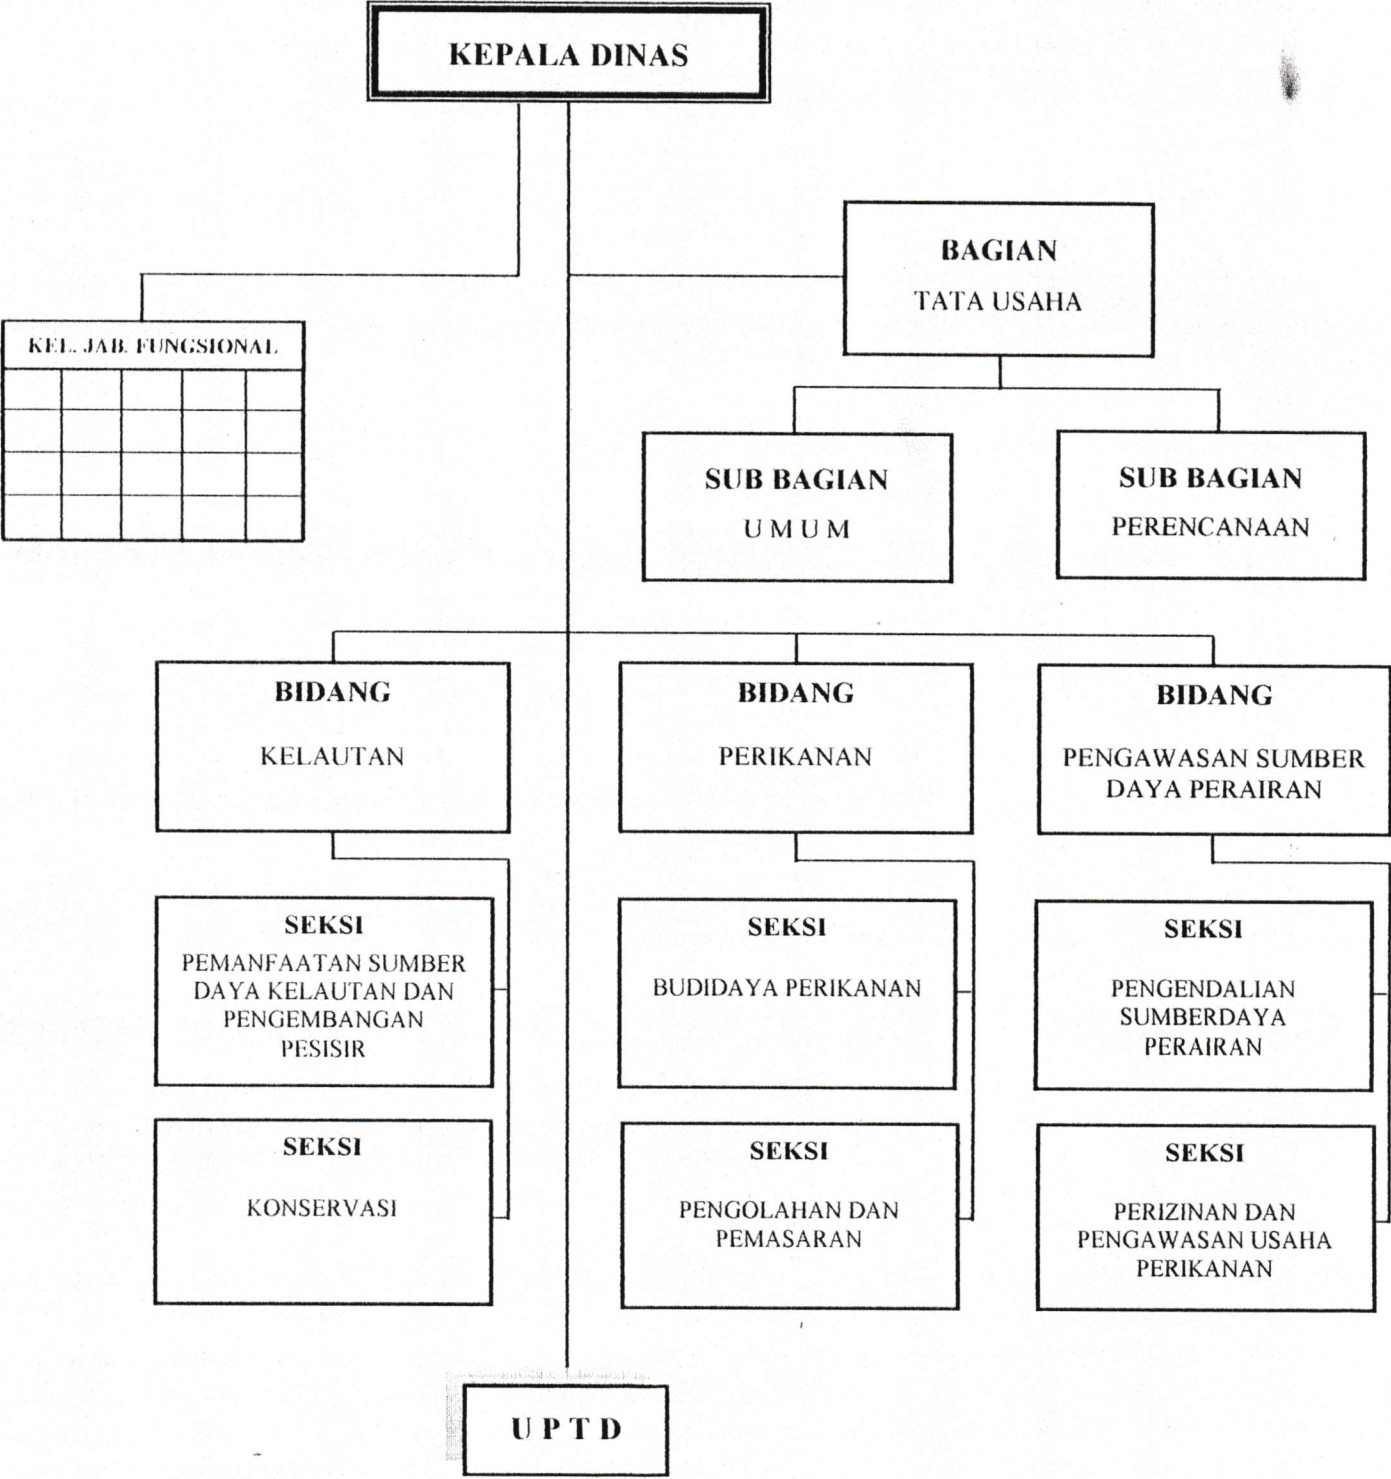 KEPALA DINAS
BAGIAN
TATA USAHA
KEL. JAB. FUNGSIONAL
SUB BAGIAN
U M U M
SUB BAGIAN
PERENCANAAN
BIDANG
KELAUTAN
BIDANG
PERIKANAN
BIDANG
PENGAWASAN SUMBER
DAYA PERAIRAN
SEKSI
PEMANFAATAN SUMBER
DAYA KELAUTAN DAN
PENGEMBANGAN
PESISIR
SEKSI
BUDIDAYA PERIKANAN
SEKSI
PENGENDALIAN
SUMBERDAYA
PERAIRAN
SEKSI
KONSERVASI
SEKSI
PENGOLAHAN DAN
PEMASARAN
SEKSI
PERIZINAN DAN
PENGAWASAN USAHA
PERIKANAN
U P T D